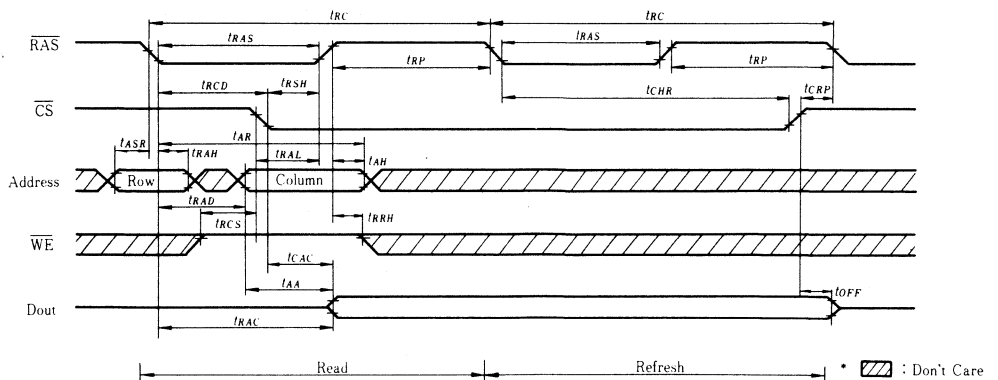 tRC tRC
RAS tRAS tRAS
tRP tRP
tRCD tRSH tCHR tCRP
CS
tAR
tASR tRAH tRAL tAH
Address Row Column
tRAD
tRCS tRRH
WE
tCAC
tAA tOFF
Dout
tRAC
Read Refresh * : Don't Care